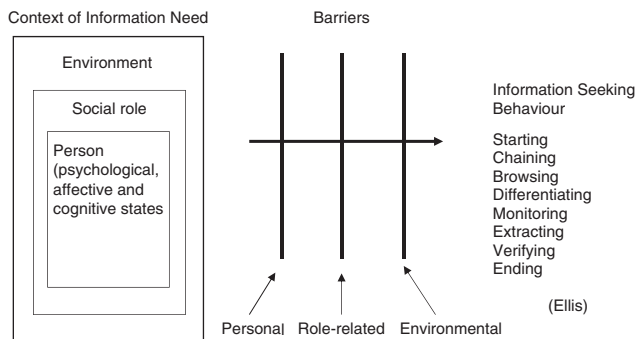 Context of Information Need
Barriers
Environment
Social role
Person
(psychological,
affective and
cognitive states
Information Seeking
Behaviour
Starting
Chaining
Browsing
Differentiating
Monitoring
Extracting
Verifying
Ending
(Ellis)
Personal
Role-related
Environmental